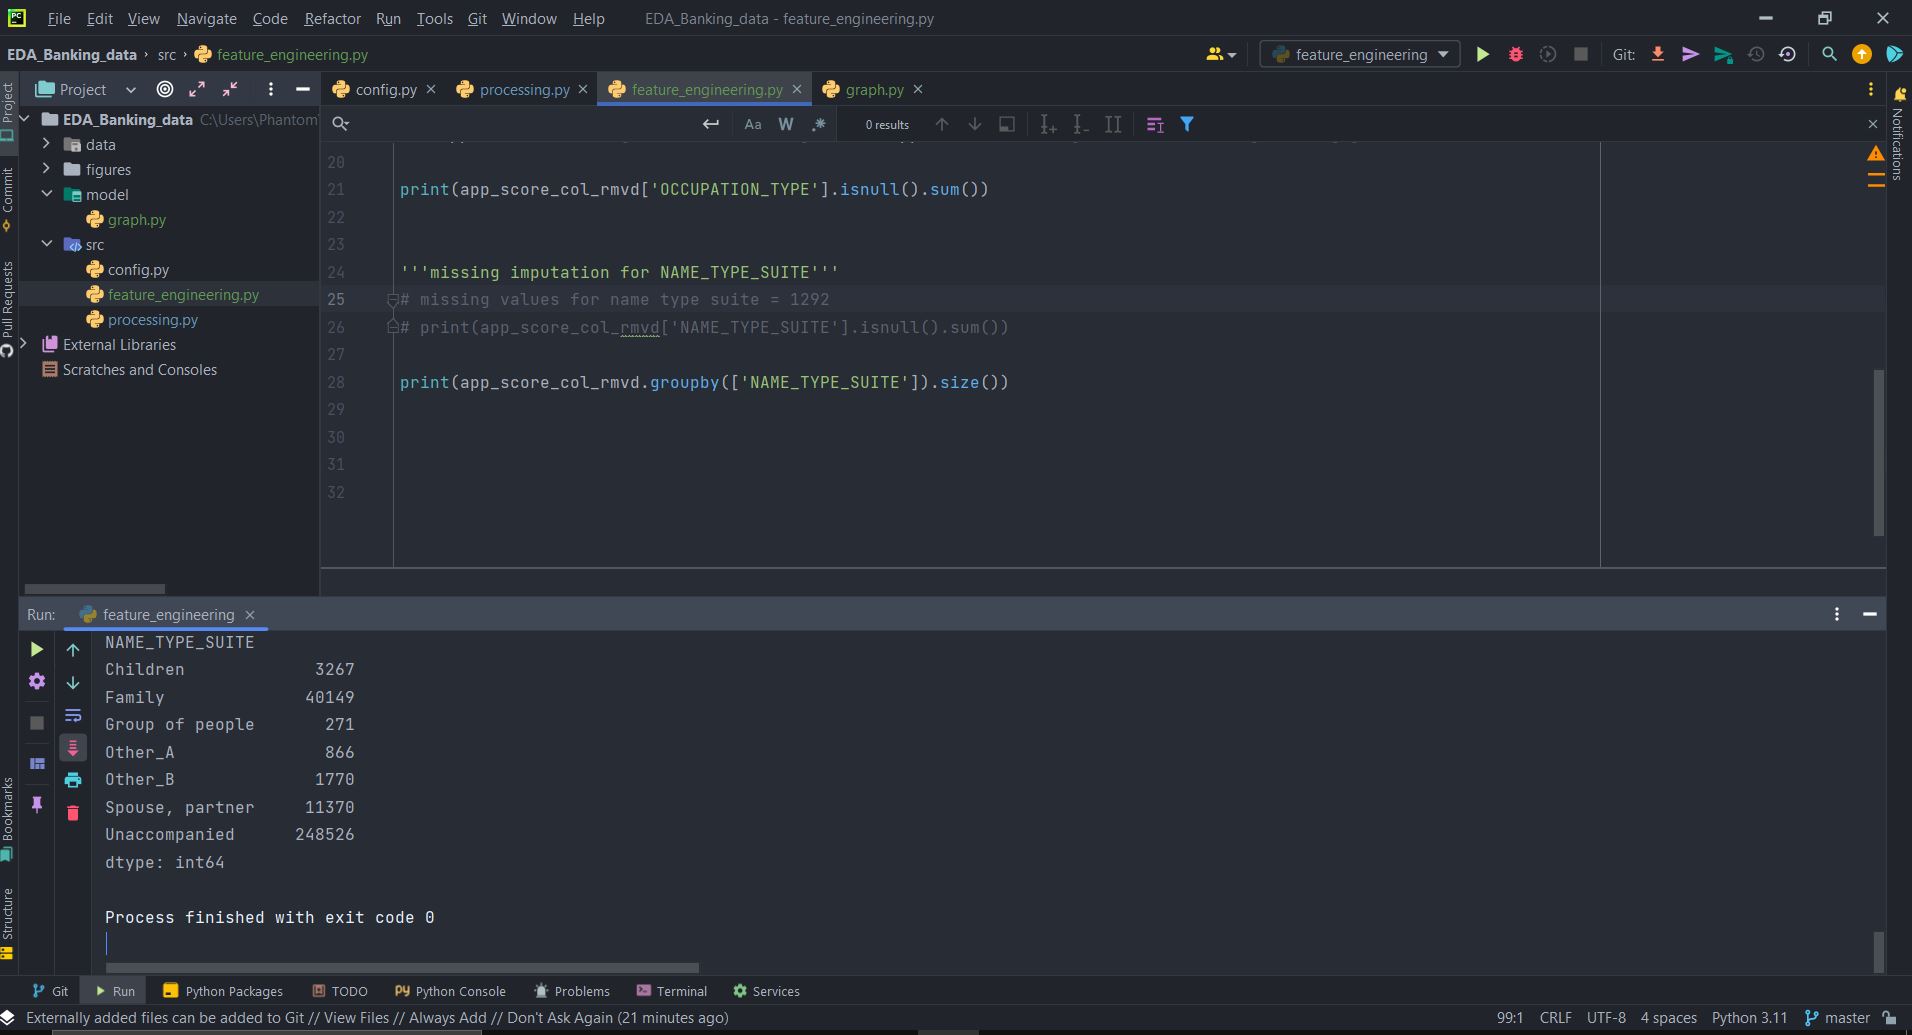 PC File Edit View Navigate Code Refactor Run Tools Git Window Help EDA_Banking_data - feature_engineering.py
EDA_Banking_data › src › feature_engineering.py feature_engineering Git:
Project config.py processing.py feature_engineering.py graph.py
EDA_Banking_data C:\Users\Phantom
Aa W .* 0 results
data
figures
model
graph.py
src
config.py
feature_engineering.py
processing.py
External Libraries
Scratches and Consoles
Project
Commit
Pull Requests
Bookmarks
Structure
Notifications
20
21 print(app_score_col_rmvd['OCCUPATION_TYPE'].isnull().sum())
22
23
24 '''missing imputation for NAME_TYPE_SUITE'''
25 # missing values for name type suite = 1292
26 # print(app_score_col_rmvd['NAME_TYPE_SUITE'].isnull().sum())
27
28 print(app_score_col_rmvd.groupby(['NAME_TYPE_SUITE']).size())
29
30
31
32
Run: feature_engineering
NAME_TYPE_SUITE
Children 3267
Family 40149
Group of people 271
Other_A 866
Other_B 1770
Spouse, partner 11370
Unaccompanied 248526
dtype: int64
Process finished with exit code 0
Git Run Python Packages TODO Python Console Problems Terminal Services
Externally added files can be added to Git // View Files // Always Add // Don't Ask Again (21 minutes ago) 99:1 CRLF UTF-8 4 spaces Python 3.11 master